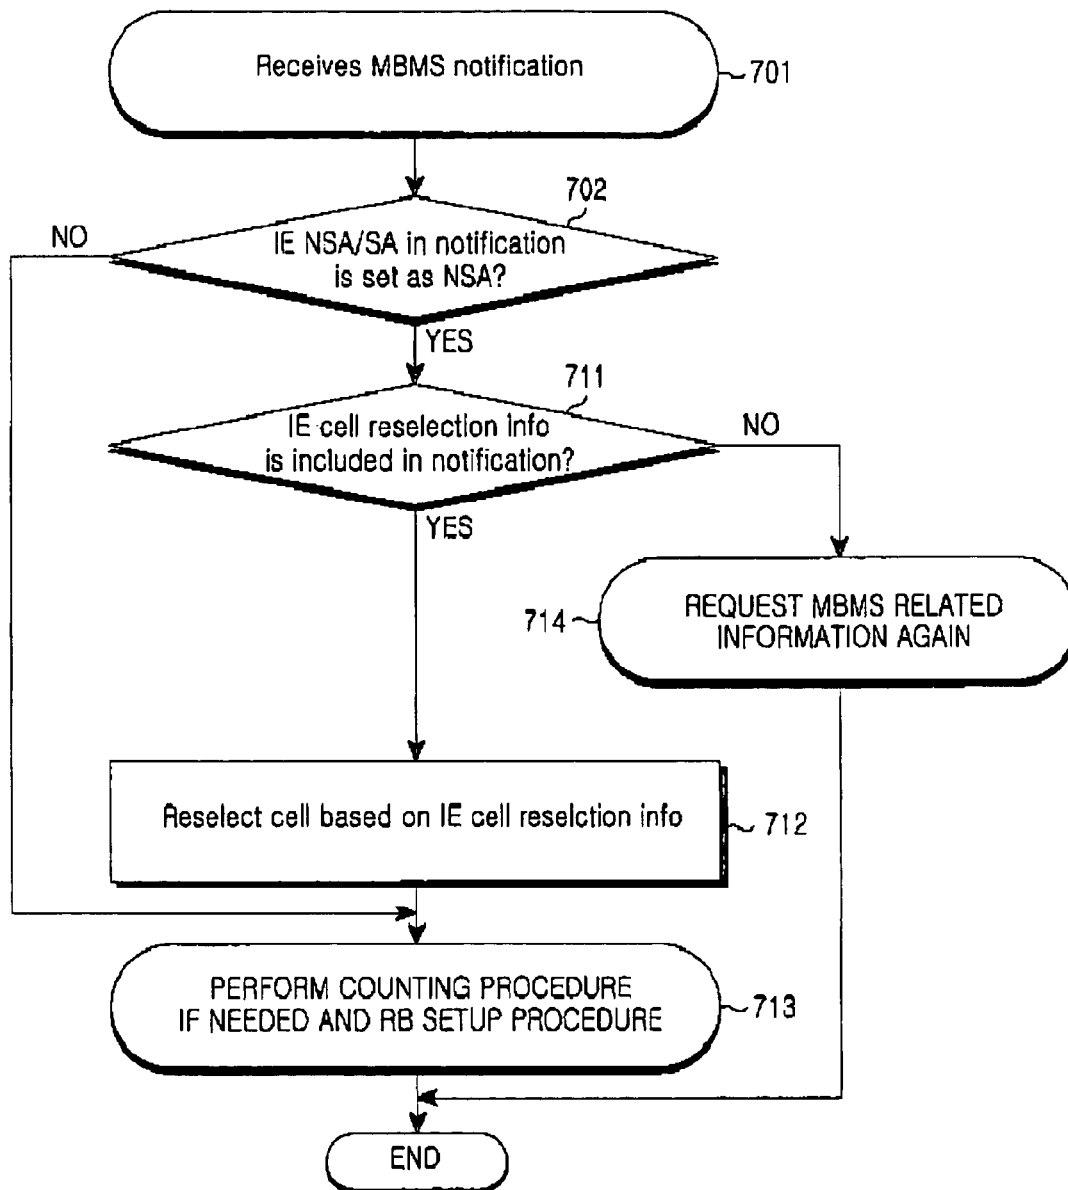 Receives MBMS notification
701
702
NO
IE NSA/SA in notification
is set as NSA?
YES
711
IE cell reselection info
is included in notification?
NO
YES
714
REQUEST MBMS RELATED
INFORMATION AGAIN
Reselect cell based on IE cell reselction info
712
PERFORM COUNTING PROCEDURE
IF NEEDED AND RB SETUP PROCEDURE
713
END